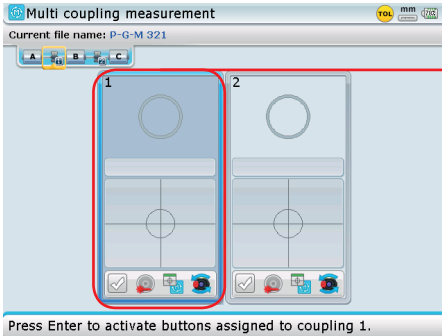 Multi coupling measurement
TOL mm
Current file name: P-G-M 321
A B C
1 2
Press Enter to activate buttons assigned to coupling 1.